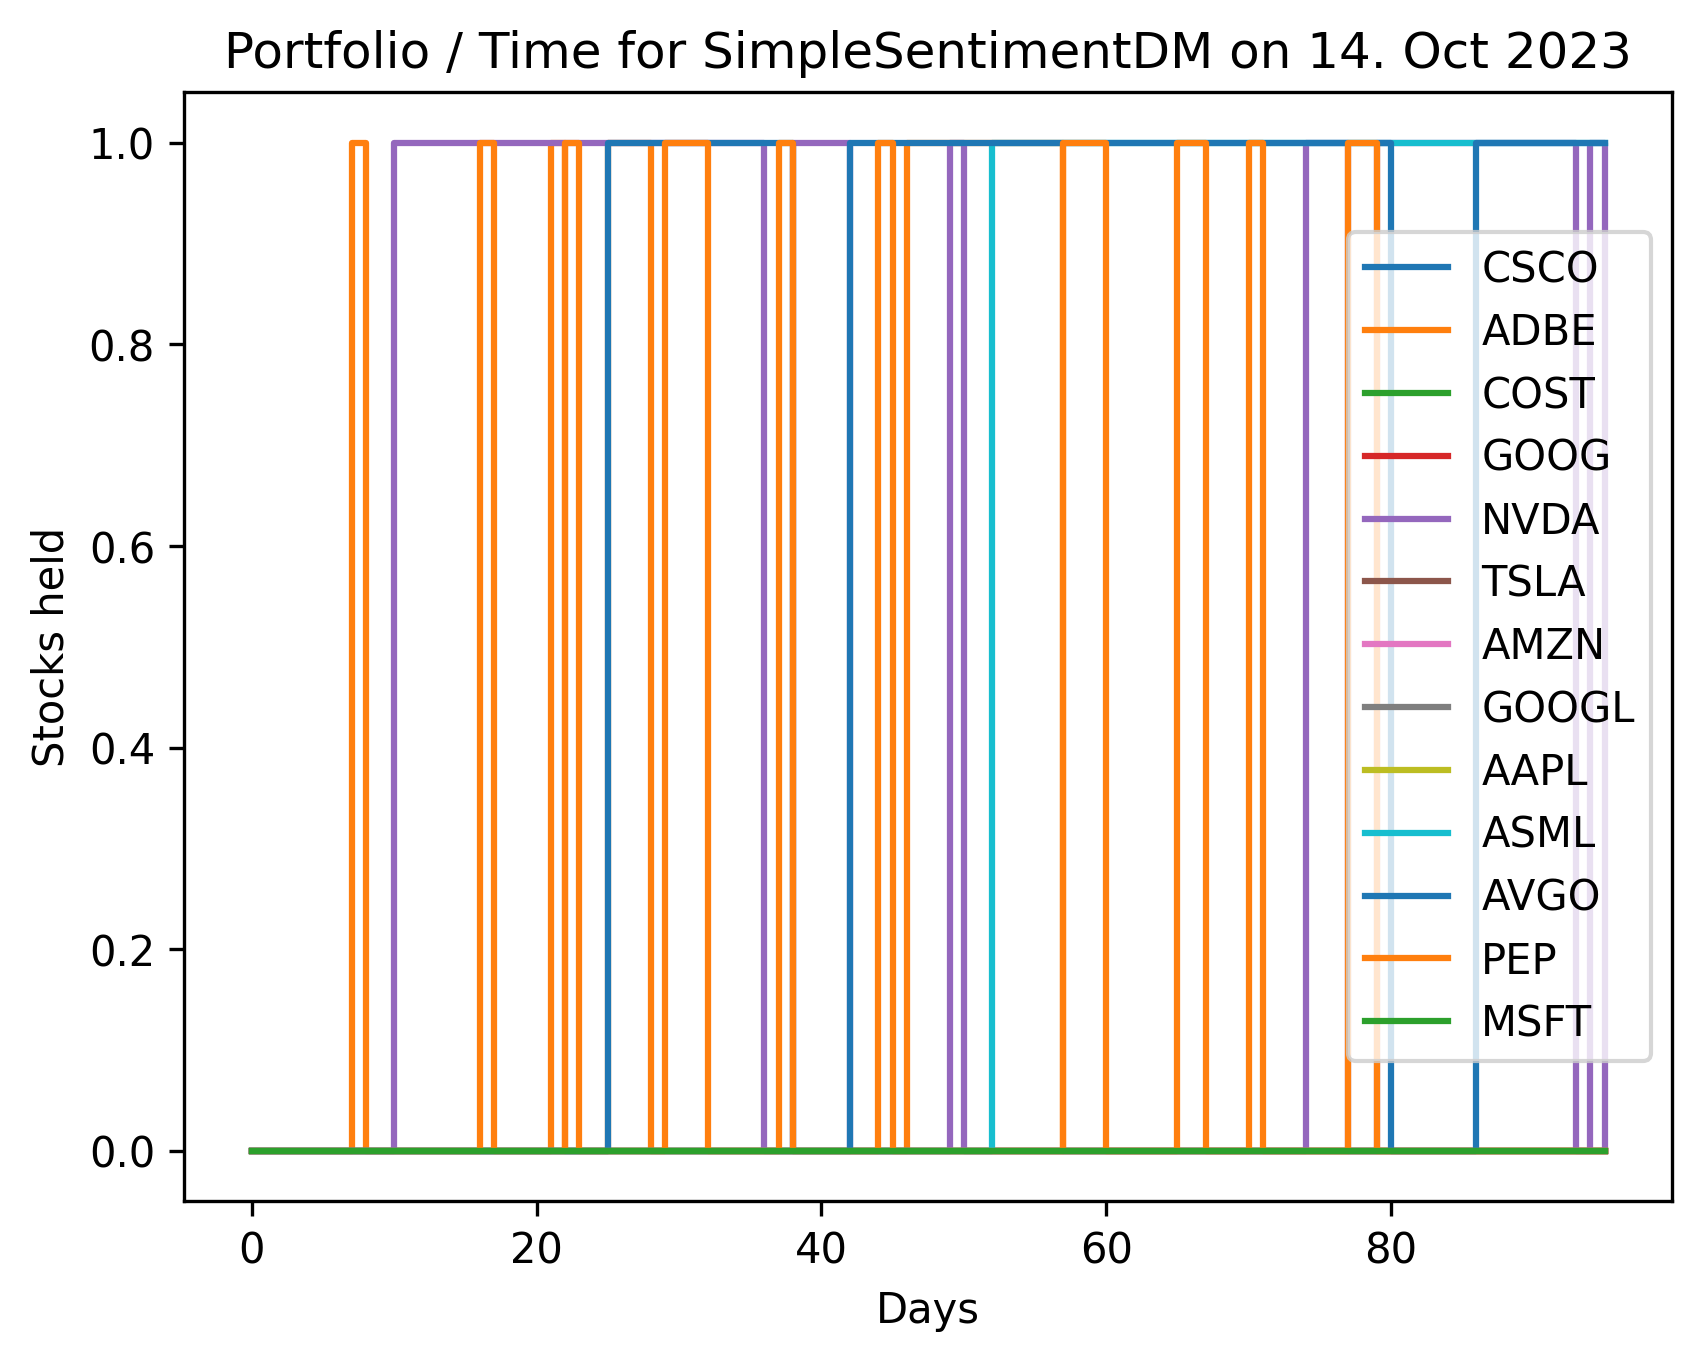 Portfolio / Time for SimpleSentimentDM on 14. Oct 2023
1.0
0.8
0.6
0.4
0.2
0.0
Stocks held
CSCO
ADBE
COST
GOOG
NVDA
TSLA
AMZN
GOOGL
AAPL
ASML
AVGO
PEP
MSFT
0 20 40 60 80
Days